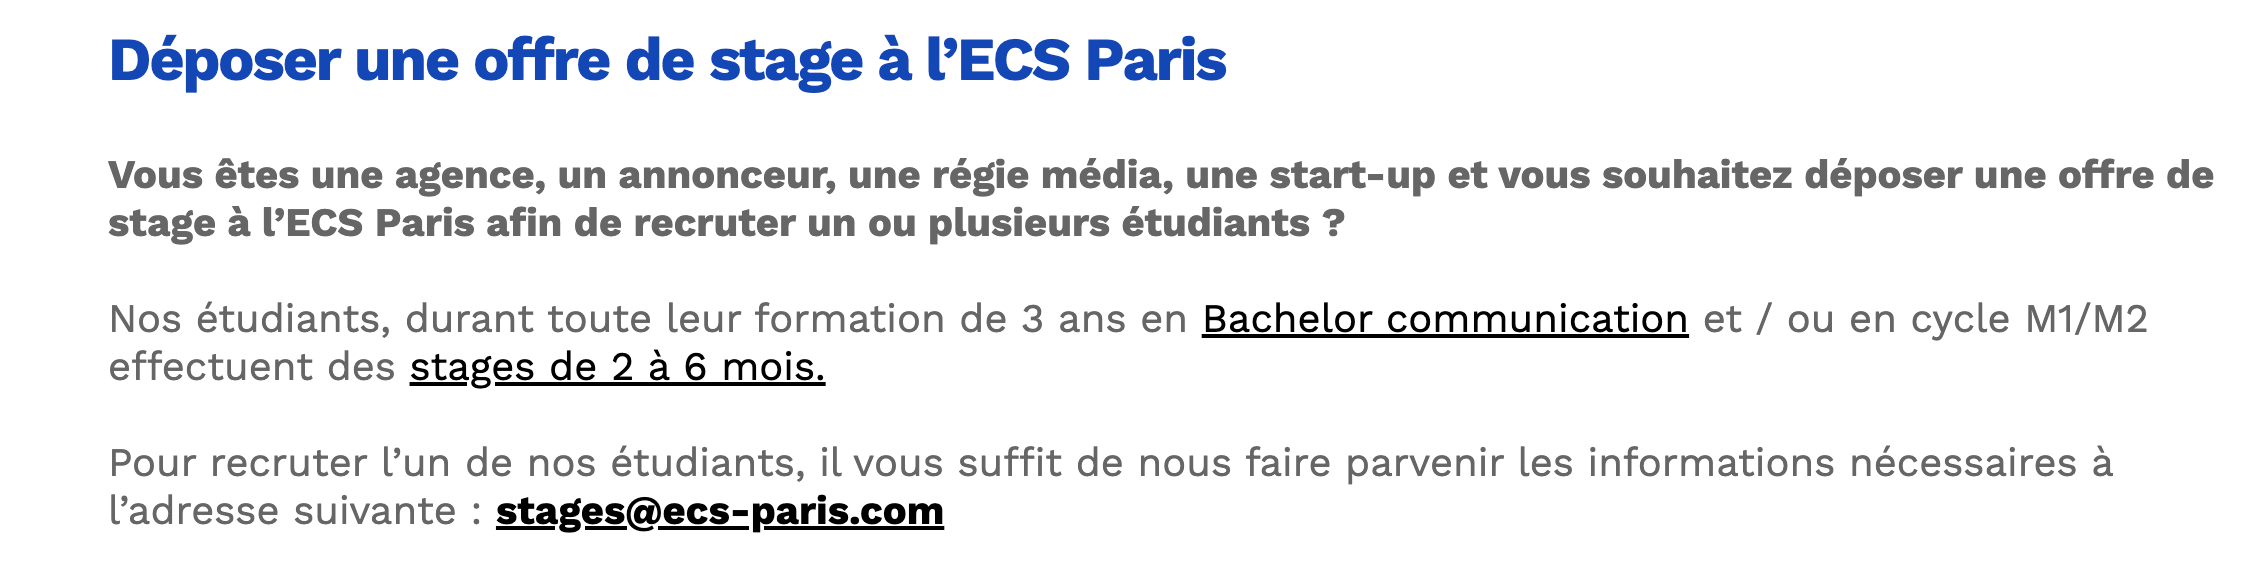 Déposer une offre de stage à l’ECS Paris
Vous êtes une agence, un annonceur, une régie média, une start-up et vous souhaitez déposer une offre de
stage à l’ECS Paris afin de recruter un ou plusieurs étudiants ?
Nos étudiants, durant toute leur formation de 3 ans en Bachelor communication et / ou en cycle M1/M2
effectuent des stages de 2 à 6 mois.
Pour recruter l’un de nos étudiants, il vous suffit de nous faire parvenir les informations nécessaires à
l’adresse suivante : stages@ecs-paris.com